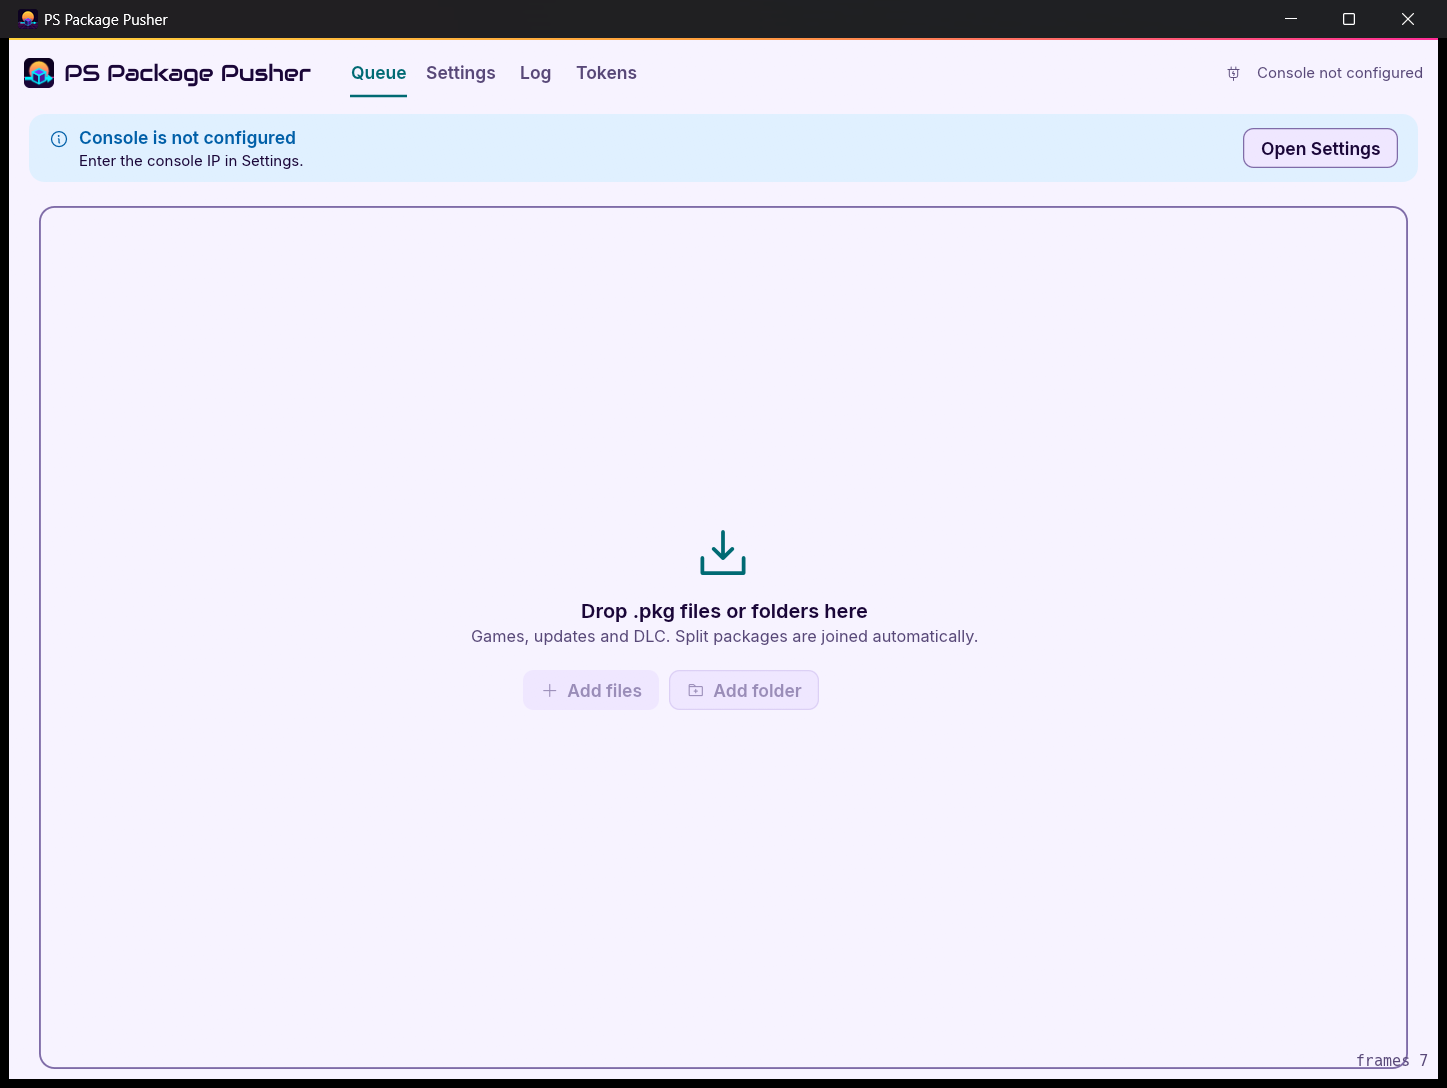 PS Package Pusher
PS Package Pusher
Queue
Settings
Log
Tokens
Console not configured
Console is not configured
Enter the console IP in Settings.
Open Settings
Drop .pkg files or folders here
Games, updates and DLC. Split packages are joined automatically.
Add files
Add folder
frames 7